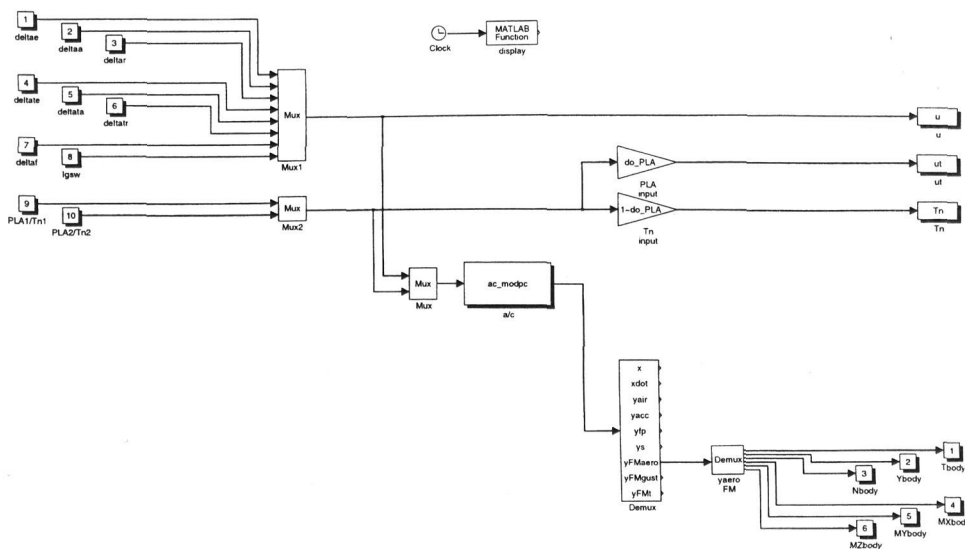 1
deltae
2
deltaa
3
deltar
4
deltate
5
deltata
6
deltatr
7
deltaf
8
lgsw
9
PLA1/Tn1
10
PLA2/Tn2
Mux
Mux1
Mux
Mux2
Clock
MATLAB
Function
display
u
u
do_PLA
PLA
input
ut
ut
1-do_PLA
Tn
input
Tn
Tn
Mux
Mux
ac_modpc
a/c
x
xdot
yair
yacc
yfp
ys
yFMaero
yFMgust
yFMt
Demux
Demux
yaero
FM
1
Tbody
2
Ybody
3
Nbody
4
MXbod
5
MYbody
6
MZbody